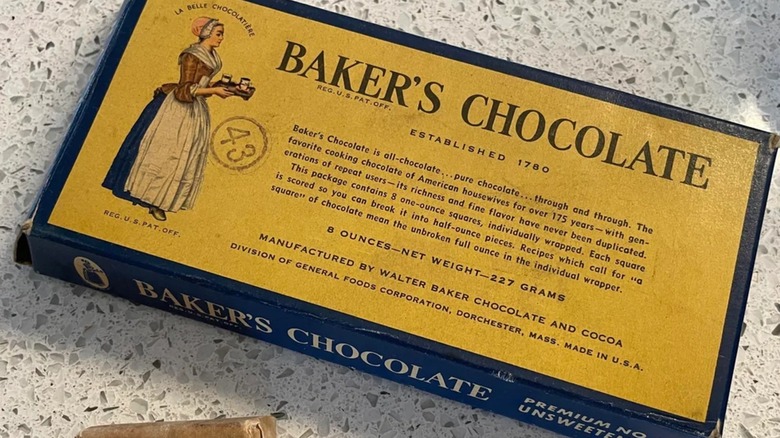 LA BELLE CHOCOLATIÈRE
BAKER'S CHOCOLATE
REG.U.S.PAT.OFF.
ESTABLISHED 1780
43
Baker's Chocolate is all-chocolate...pure chocolate...through and through. The
favorite cooking chocolate of American housewives for over 175 years—with gen-
erations of repeat users—its richness and fine flavor have never been duplicated.
This package contains 8 one-ounce squares, individually wrapped. Each square
is scored so you can break it into half-ounce pieces. Recipes which call for "a
square" of chocolate mean the unbroken full ounce in the individual wrapper.
8 OUNCES—NET WEIGHT—227 GRAMS
MANUFACTURED BY WALTER BAKER CHOCOLATE AND COCOA
DIVISION OF GENERAL FOODS CORPORATION, DORCHESTER, MASS. MADE IN U.S.A.
REG.U.S.PAT.OFF.
BAKER'S CHOCOLATE
PREMIUM NO
UNSWEETE